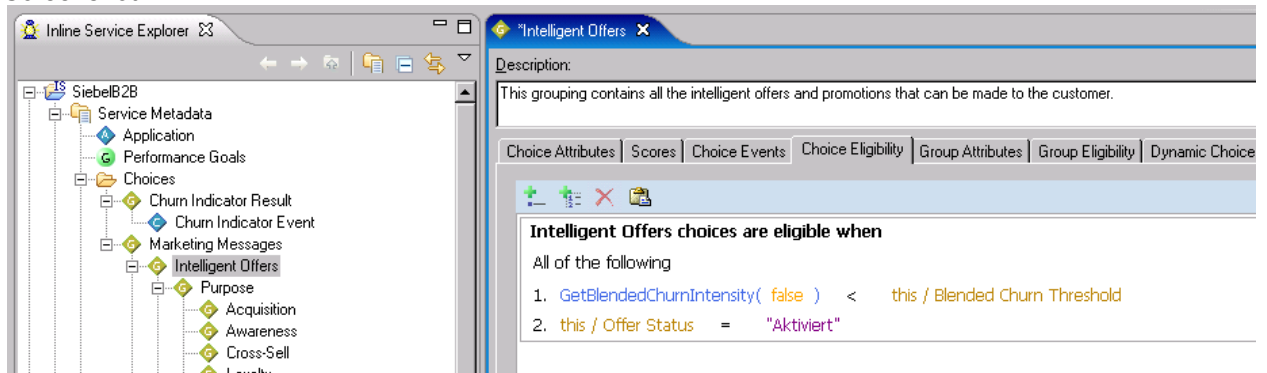 Inline Service Explorer
SiebelB2B
Service Metadata
Application
Performance Goals
Choices
Churn Indicator Result
Churn Indicator Event
Marketing Messages
Intelligent Offers
Purpose
Acquisition
Awareness
Cross-Sell
*Intelligent Offers
Description:
This grouping contains all the intelligent offers and promotions that can be made to the customer.
Choice Attributes Scores Choice Events Choice Eligibility Group Attributes Group Eligibility Dynamic Choice
Intelligent Offers choices are eligible when
All of the following
1. GetBlendedChurnIntensity( false ) < this / Blended Churn Threshold
2. this / Offer Status = "Aktiviert"